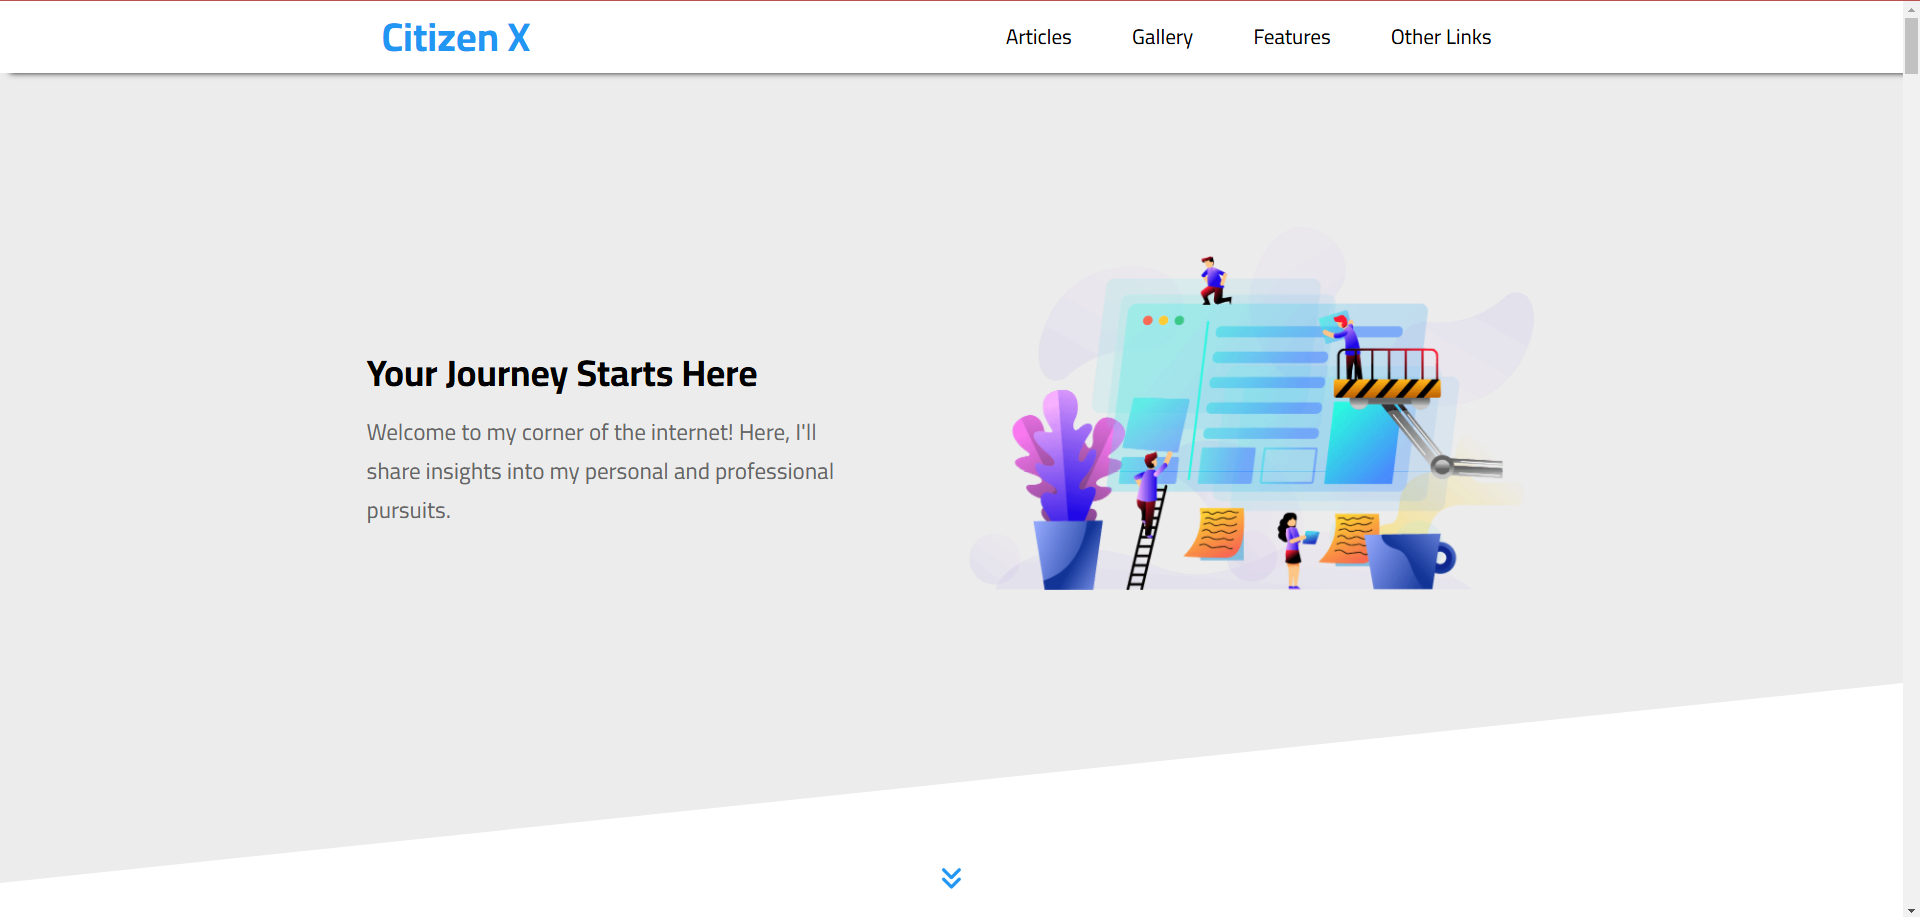 Citizen X
Articles
Gallery
Features
Other Links
Your Journey Starts Here
Welcome to my corner of the internet! Here, I'll
share insights into my personal and professional
pursuits.